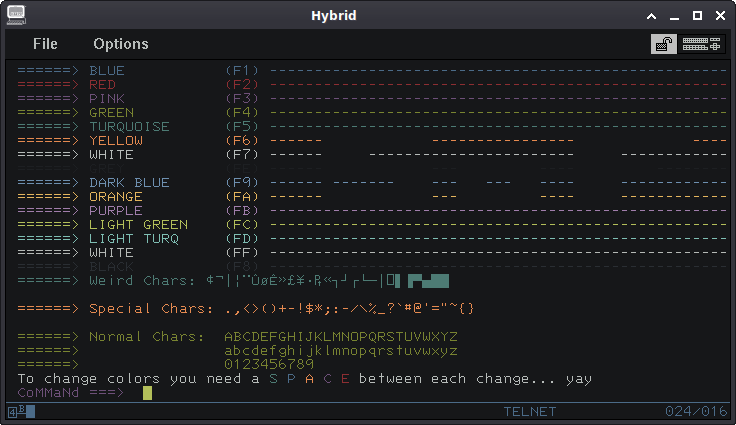 Hybrid
File Options
======> BLUE (F1) ---------------------------------------------------
======> RED (F2) ---------------------------------------------------
======> PINK (F3) ---------------------------------------------------
======> GREEN (F4) ---------------------------------------------------
======> TURQUOISE (F5) ---------------------------------------------------
======> YELLOW (F6) ------ ---------------- ----
======> WHITE (F7) ------ ---------------------- ------------
======> DARK BLUE (F9) ------ ------- --- --- ------------
======> ORANGE (FA) ------ --- ------------
======> PURPLE (FB) ---------------------------------------------------
======> LIGHT GREEN (FC) ---------------------------------------------------
======> LIGHT TURQ (FD) ---------------------------------------------------
======> WHITE (FF) ---------------------------------------------------
======> BLACK (F8)
======> Weird Chars:
======> Special Chars: .,<>()+-!$*;:-/\%_?`#@'="~{}
======> Normal Chars: ABCDEFGHIJKLMNOPQRSTUVWXYZ
======> abcdefghijklmnopqrstuvwxyz
======> 0123456789
To change colors you need a S P A C E between each change... yay
CoMMaNd ===>
4 B TELNET 024/016